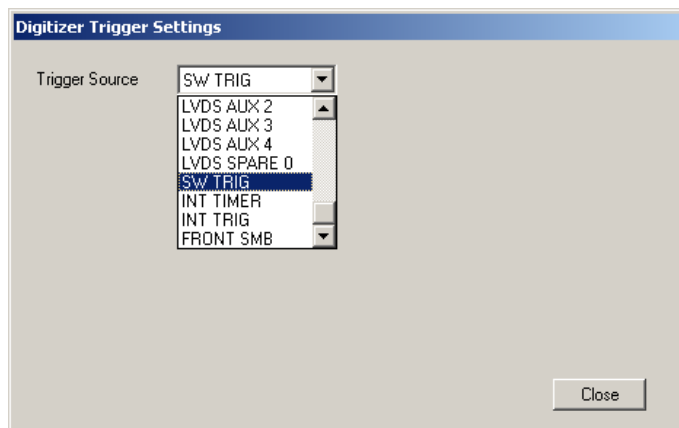 Digitizer Trigger Settings
Trigger Source SW TRIG
LVDS AUX 2
LVDS AUX 3
LVDS AUX 4
LVDS SPARE 0
SW TRIG
INT TIMER
INT TRIG
FRONT SMB
Close